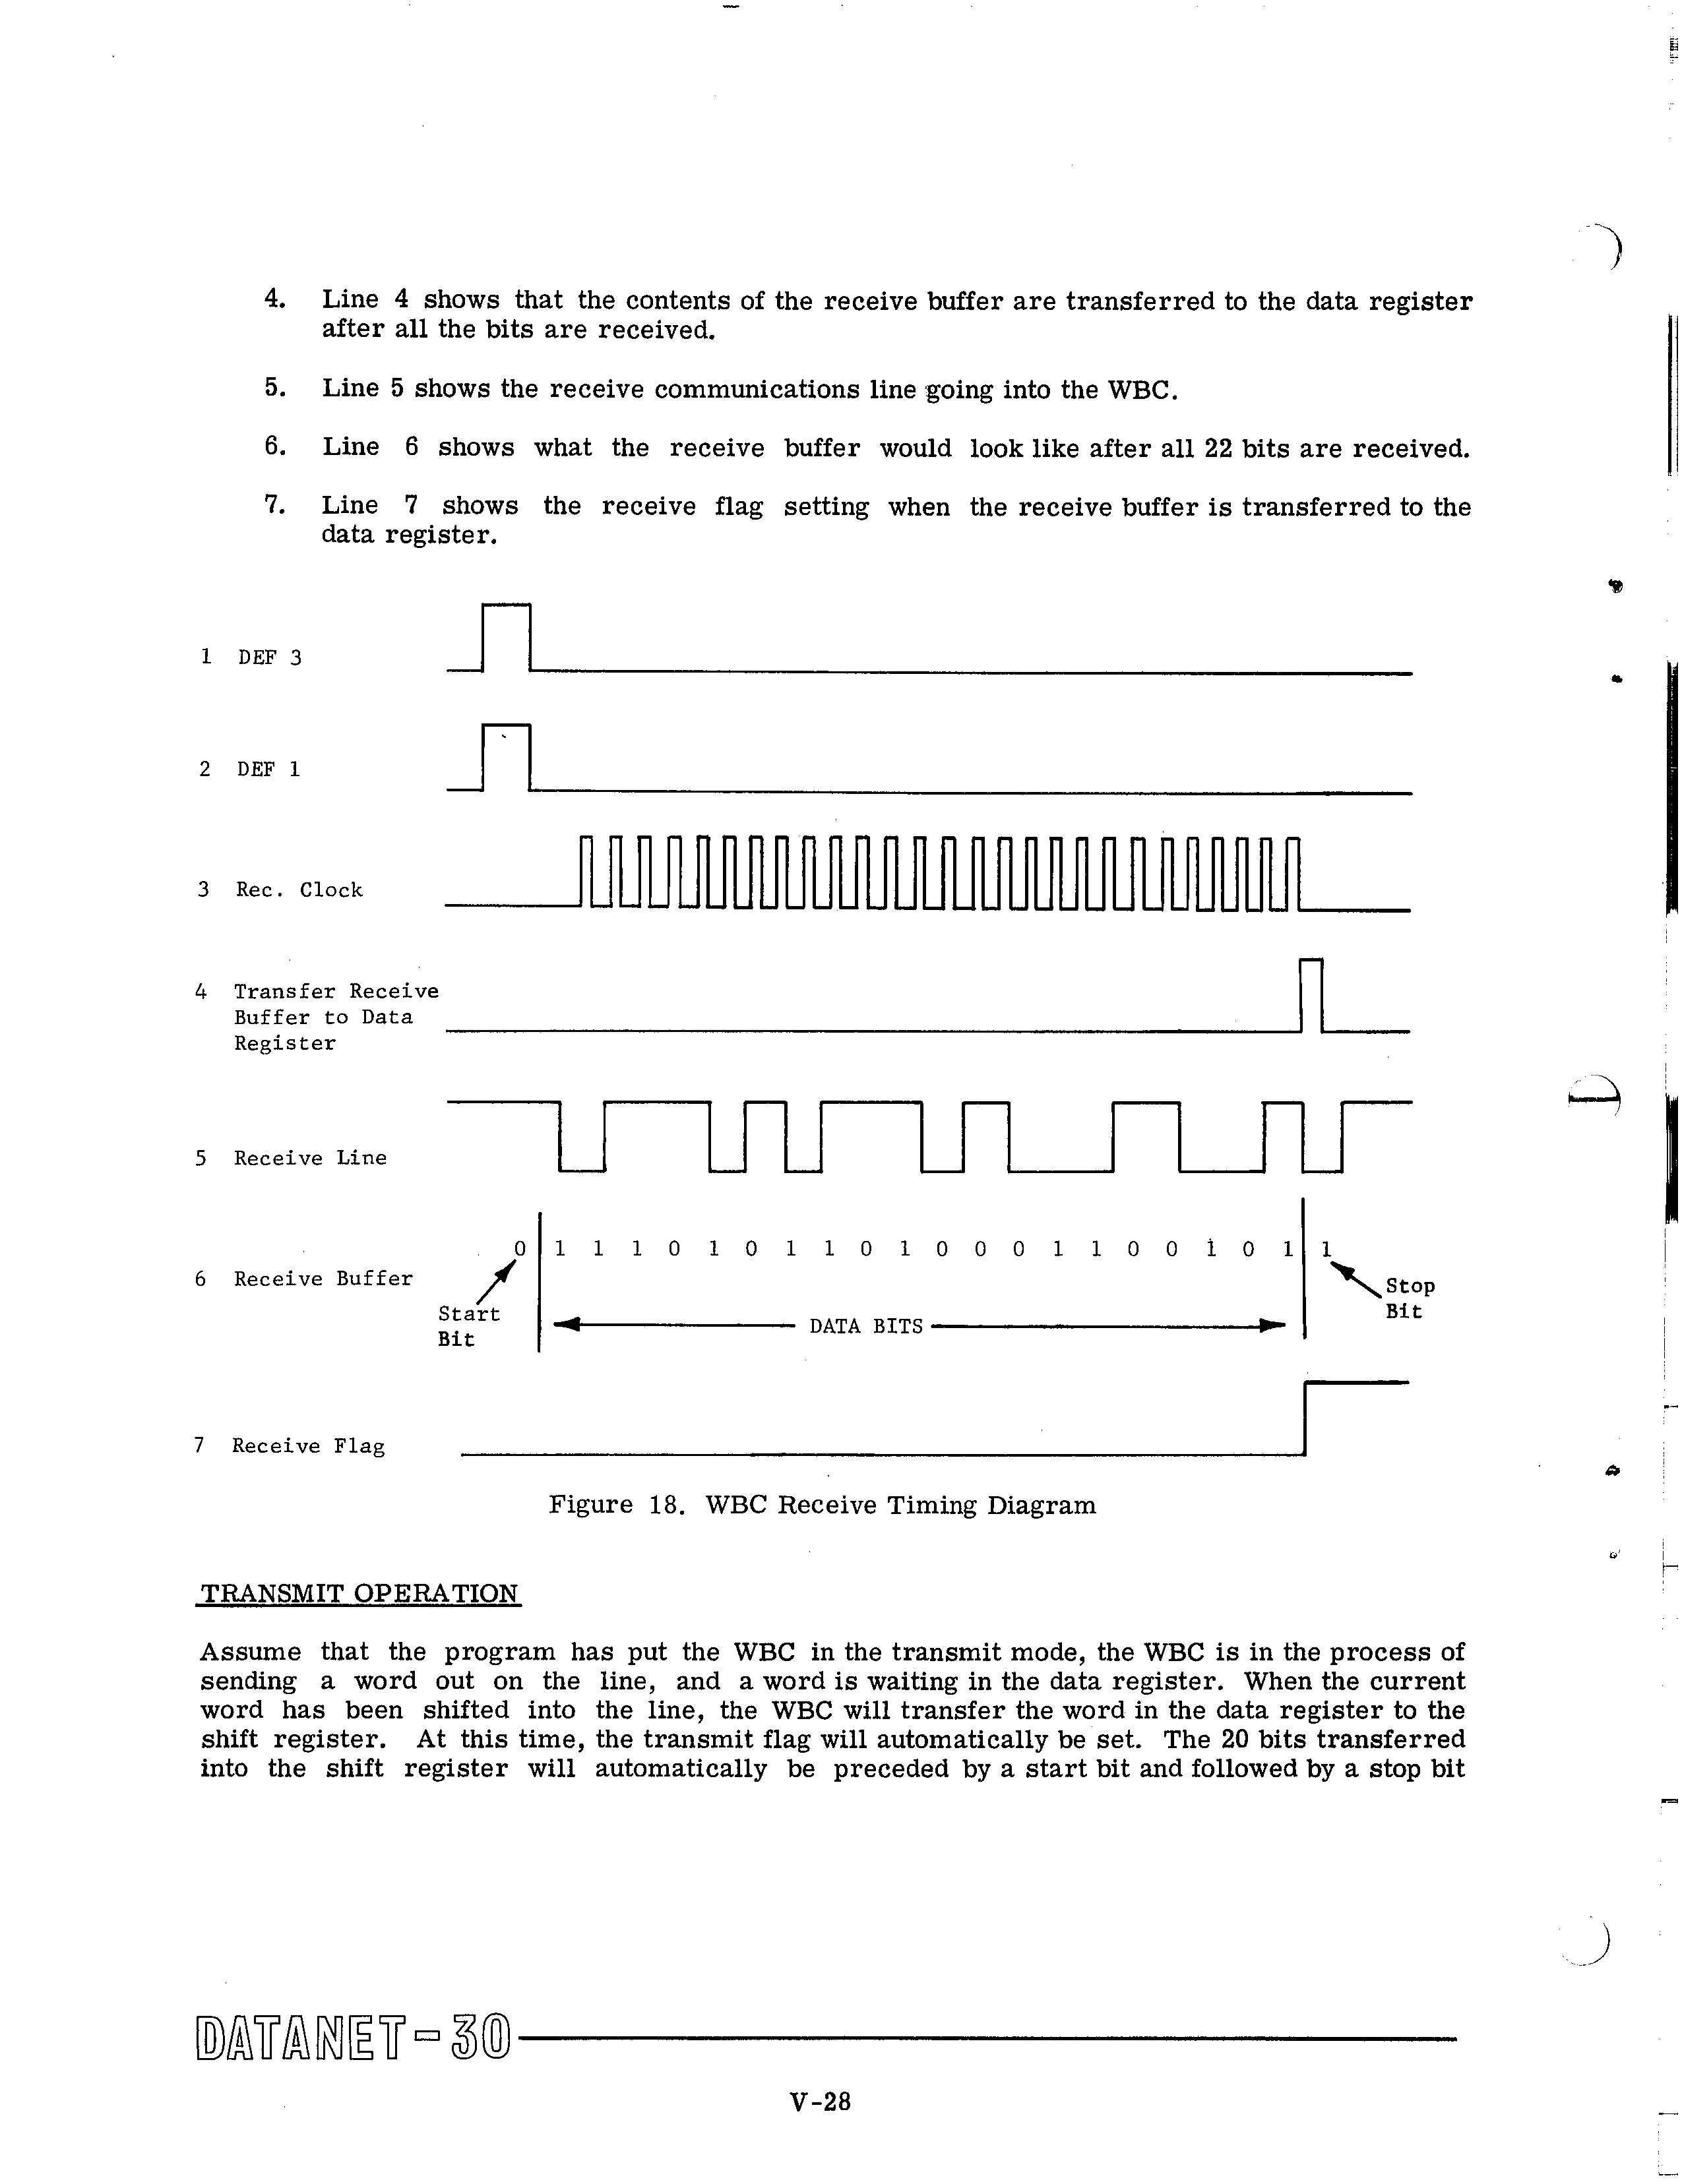 4. Line 4 shows that the contents of the receive buffer are transferred to the data register
after all the bits are received.
5. Line 5 shows the receive communications line going into the WBC.
6. Line 6 shows what the receive buffer would look like after all 22 bits are received.
7. Line 7 shows the receive flag setting when the receive buffer is transferred to the
data register.
1 DEF 3
2 DEF 1
3 Rec. Clock
4 Transfer Receive
Buffer to Data
Register
5 Receive Line
0 1 1 1 0 1 0 1 1 0 1 0 0 0 1 1 0 0 1 0 1 1
6 Receive Buffer
Start
Bit
DATA BITS
Stop
Bit
7 Receive Flag
Figure 18. WBC Receive Timing Diagram
TRANSMIT OPERATION
Assume that the program has put the WBC in the transmit mode, the WBC is in the process of
sending a word out on the line, and a word is waiting in the data register. When the current
word has been shifted into the line, the WBC will transfer the word in the data register to the
shift register. At this time, the transmit flag will automatically be set. The 20 bits transferred
into the shift register will automatically be preceded by a start bit and followed by a stop bit
DATANET-30
V-28